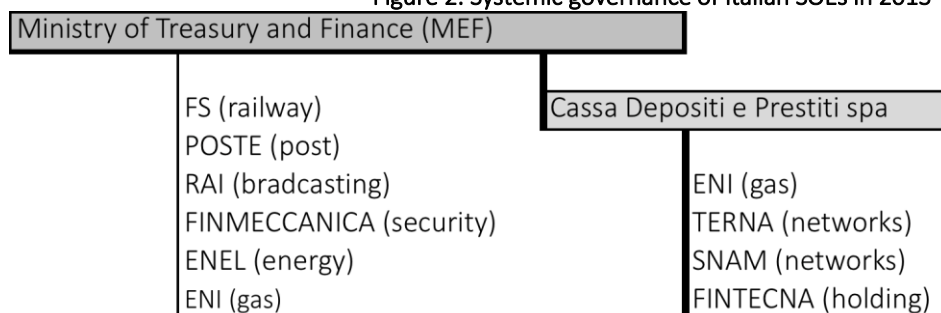 Figure 2. Systemic governance of Italian SOEs in 2015
Ministry of Treasury and Finance (MEF)
FS (railway)
POSTE (post)
RAI (bradcasting)
FINMECCANICA (security)
ENEL (energy)
ENI (gas)
Cassa Depositi e Prestiti spa
ENI (gas)
TERNA (networks)
SNAM (networks)
FINTECNA (holding)